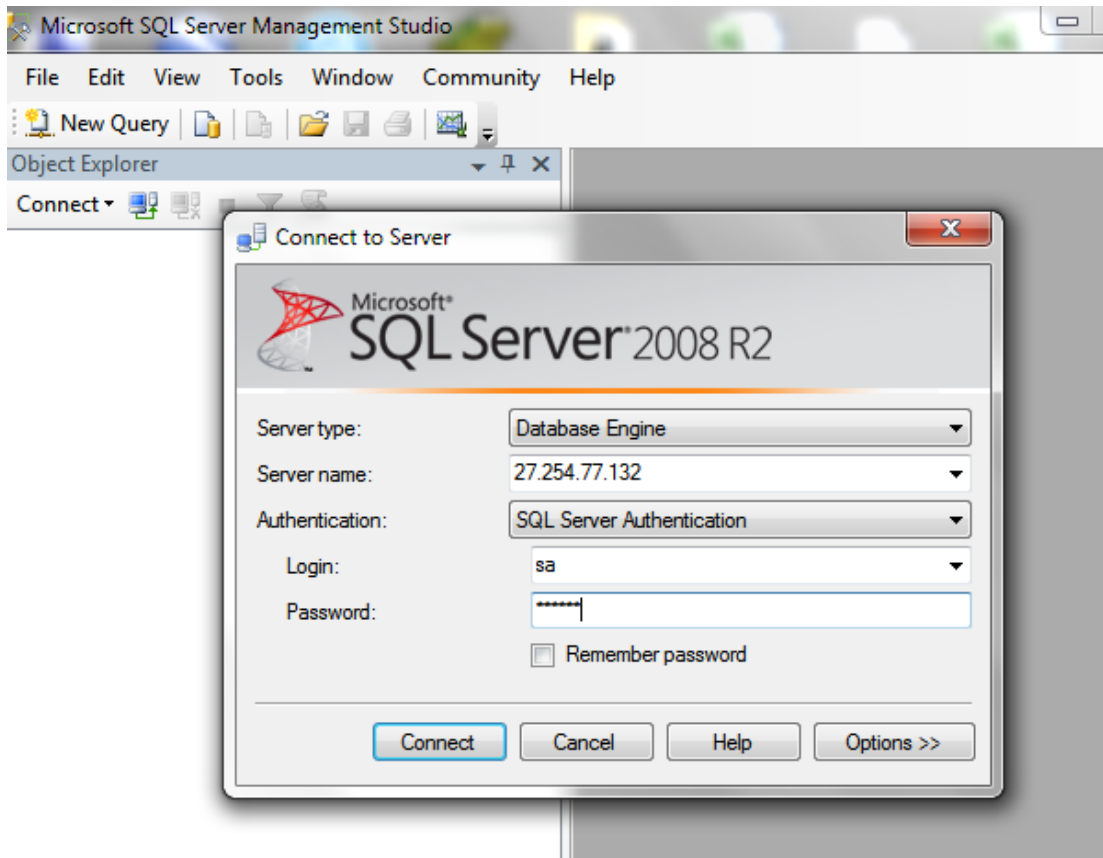 Microsoft SQL Server Management Studio
File Edit View Tools Window Community Help
New Query
Object Explorer
Connect
Connect to Server
Microsoft®
SQL Server® 2008 R2
Server type: Database Engine
Server name: 27.254.77.132
Authentication: SQL Server Authentication
Login: sa
Password: ******
Remember password
Connect Cancel Help Options >>